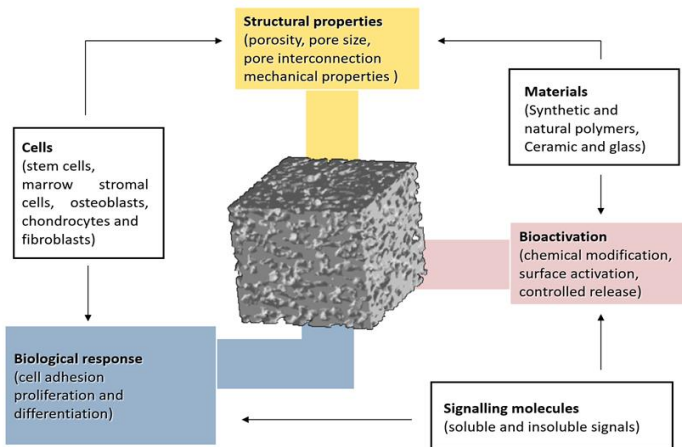 Structural properties
(porosity, pore size,
pore interconnection
mechanical properties )
Materials
(Synthetic and
natural polymers,
Ceramic and glass)
Cells
(stem cells,
marrow stromal
cells, osteoblasts,
chondrocytes and
fibroblasts)
Bioactivation
(chemical modification,
surface activation,
controlled release)
Biological response
(cell adhesion
proliferation and
differentiation)
Signalling molecules
(soluble and insoluble signals)